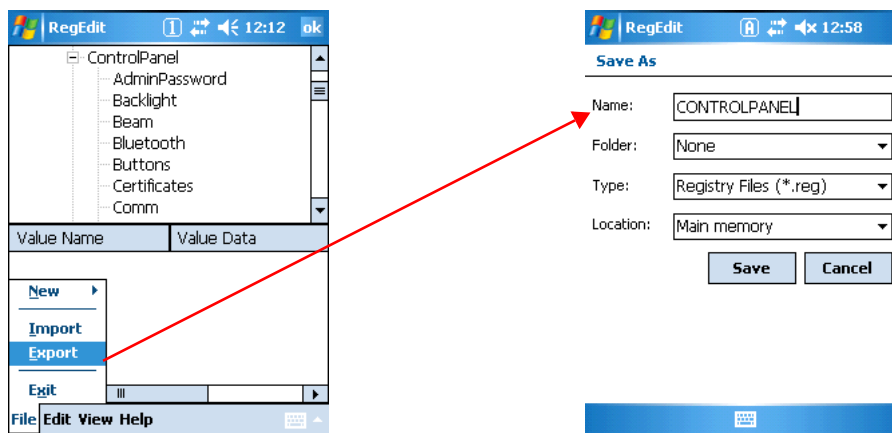 RegEdit 1 12:12 ok
ControlPanel
AdminPassword
Backlight
Beam
Bluetooth
Buttons
Certificates
Comm
Value Name Value Data
New
Import
Export
Exit
File Edit View Help
RegEdit A 12:58
Save As
Name: CONTROLPANEL
Folder: None
Type: Registry Files (*.reg)
Location: Main memory
Save Cancel